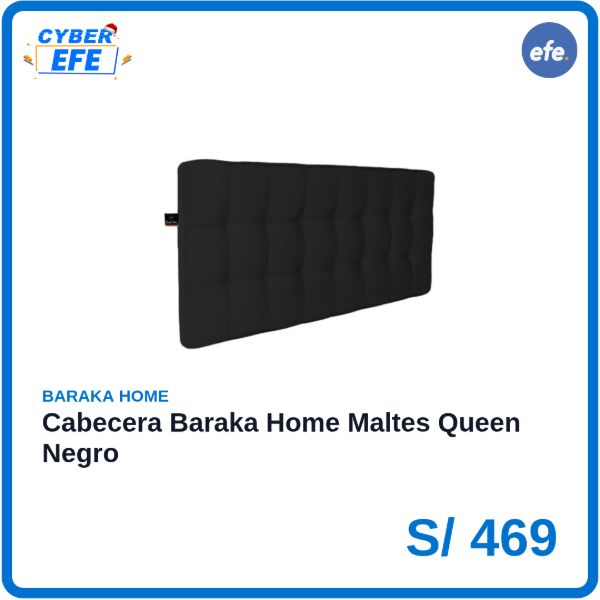 CYBER
EFE
efe.
BARAKA HOME
Cabecera Baraka Home Maltes Queen
Negro
S/ 469